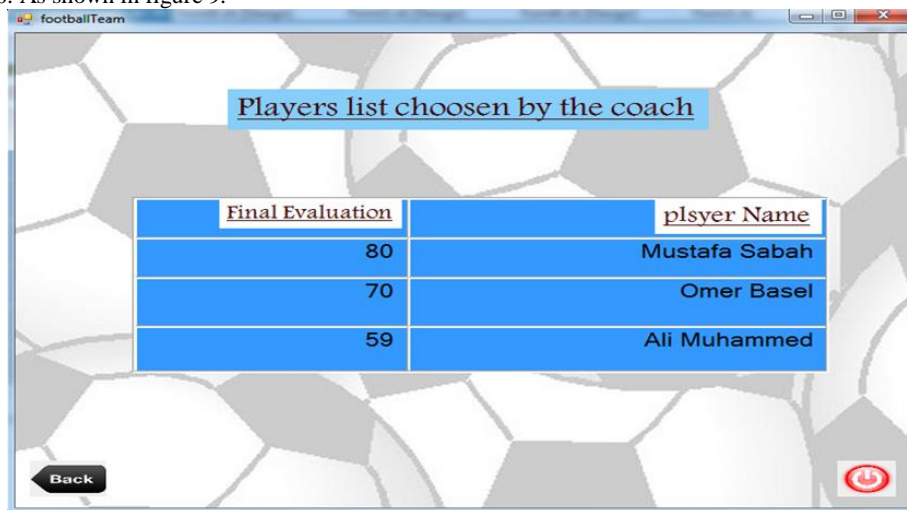 As shown in figure 9.
footballTeam
Players list choosen by the coach
Final Evaluation plsyer Name
80 Mustafa Sabah
70 Omer Basel
59 Ali Muhammed
Back